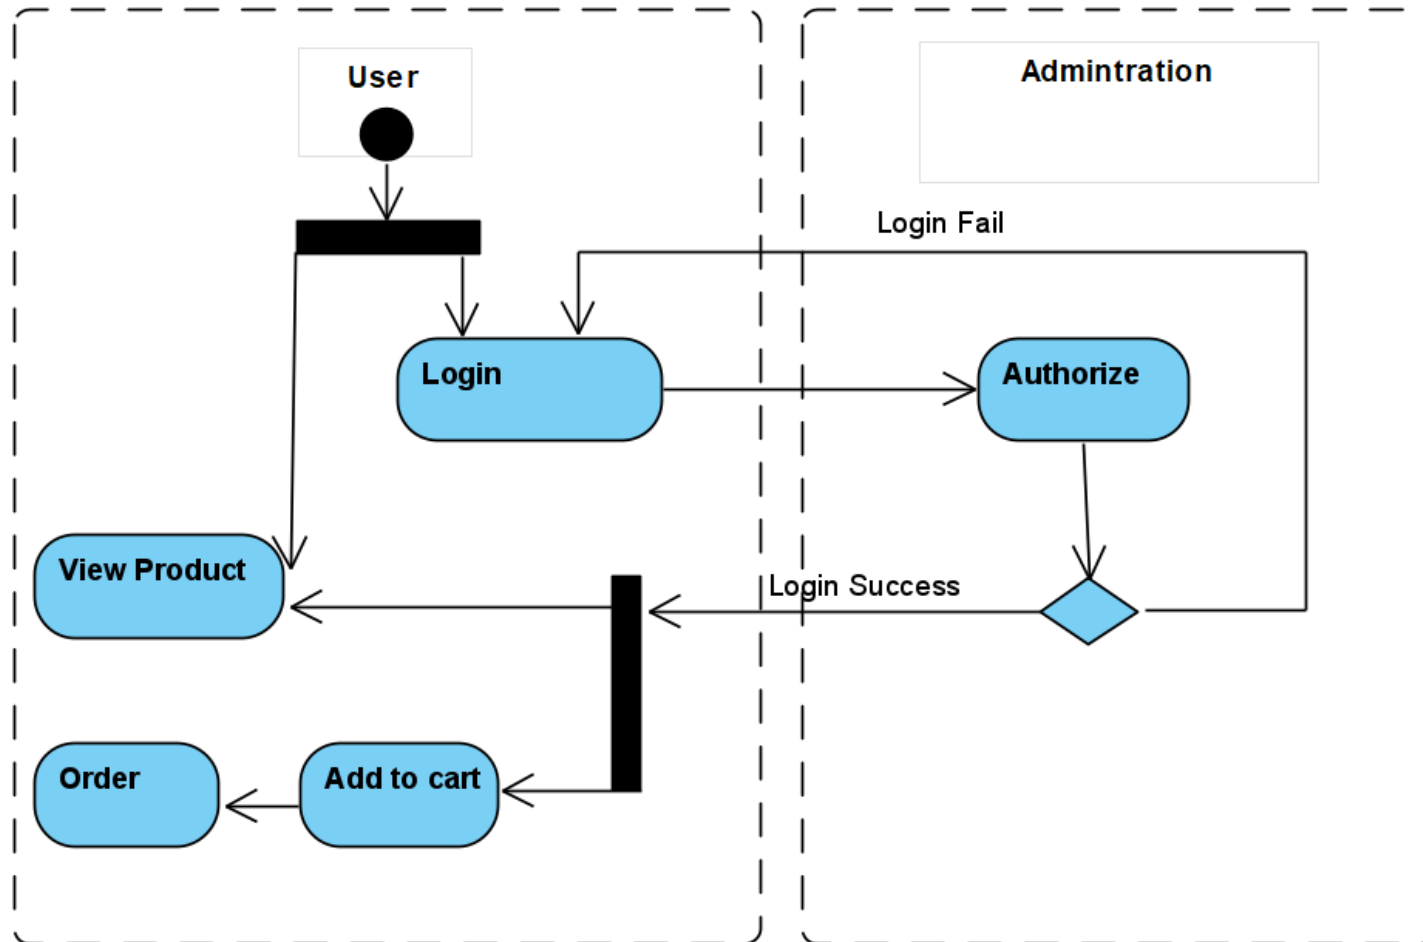 User
Admintration
Login Fail
Login
Authorize
View Product
Login Success
Order
Add to cart